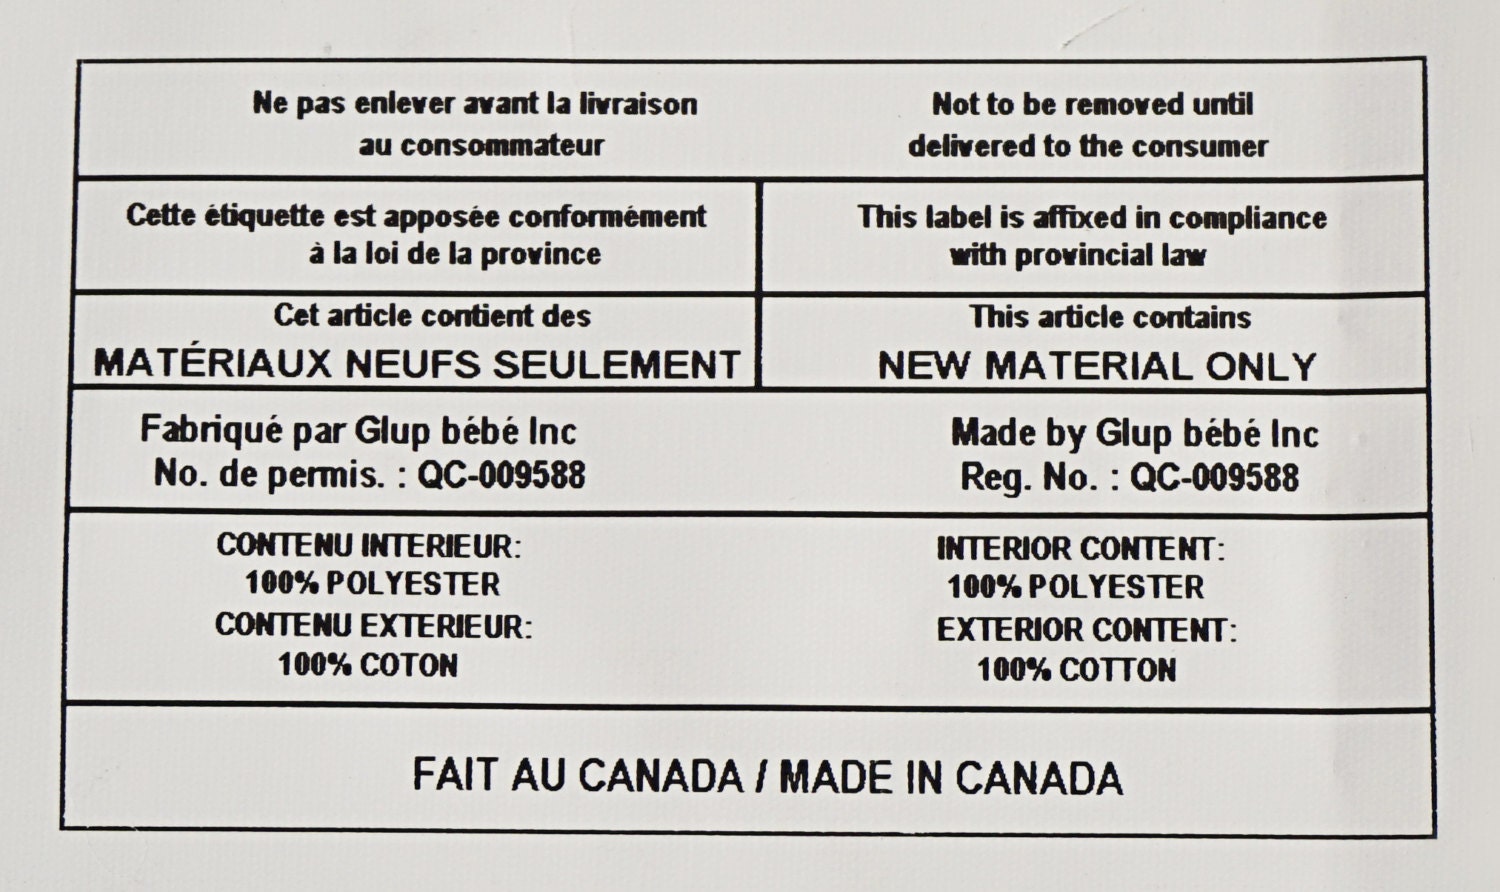 Ne pas enlever avant la livraison
au consommateur
Not to be removed until
delivered to the consumer
Cette étiquette est apposée conformément
à la loi de la province
This label is affixed in compliance
with provincial law
Cet article contient des
MATÉRIAUX NEUFS SEULEMENT
This article contains
NEW MATERIAL ONLY
Fabriqué par Glup bébé Inc
No. de permis. : QC-009588
Made by Glup bébé Inc
Reg. No. : QC-009588
CONTENU INTERIEUR:
100% POLYESTER
CONTENU EXTERIEUR:
100% COTON
INTERIOR CONTENT:
100% POLYESTER
EXTERIOR CONTENT:
100% COTTON
FAIT AU CANADA / MADE IN CANADA